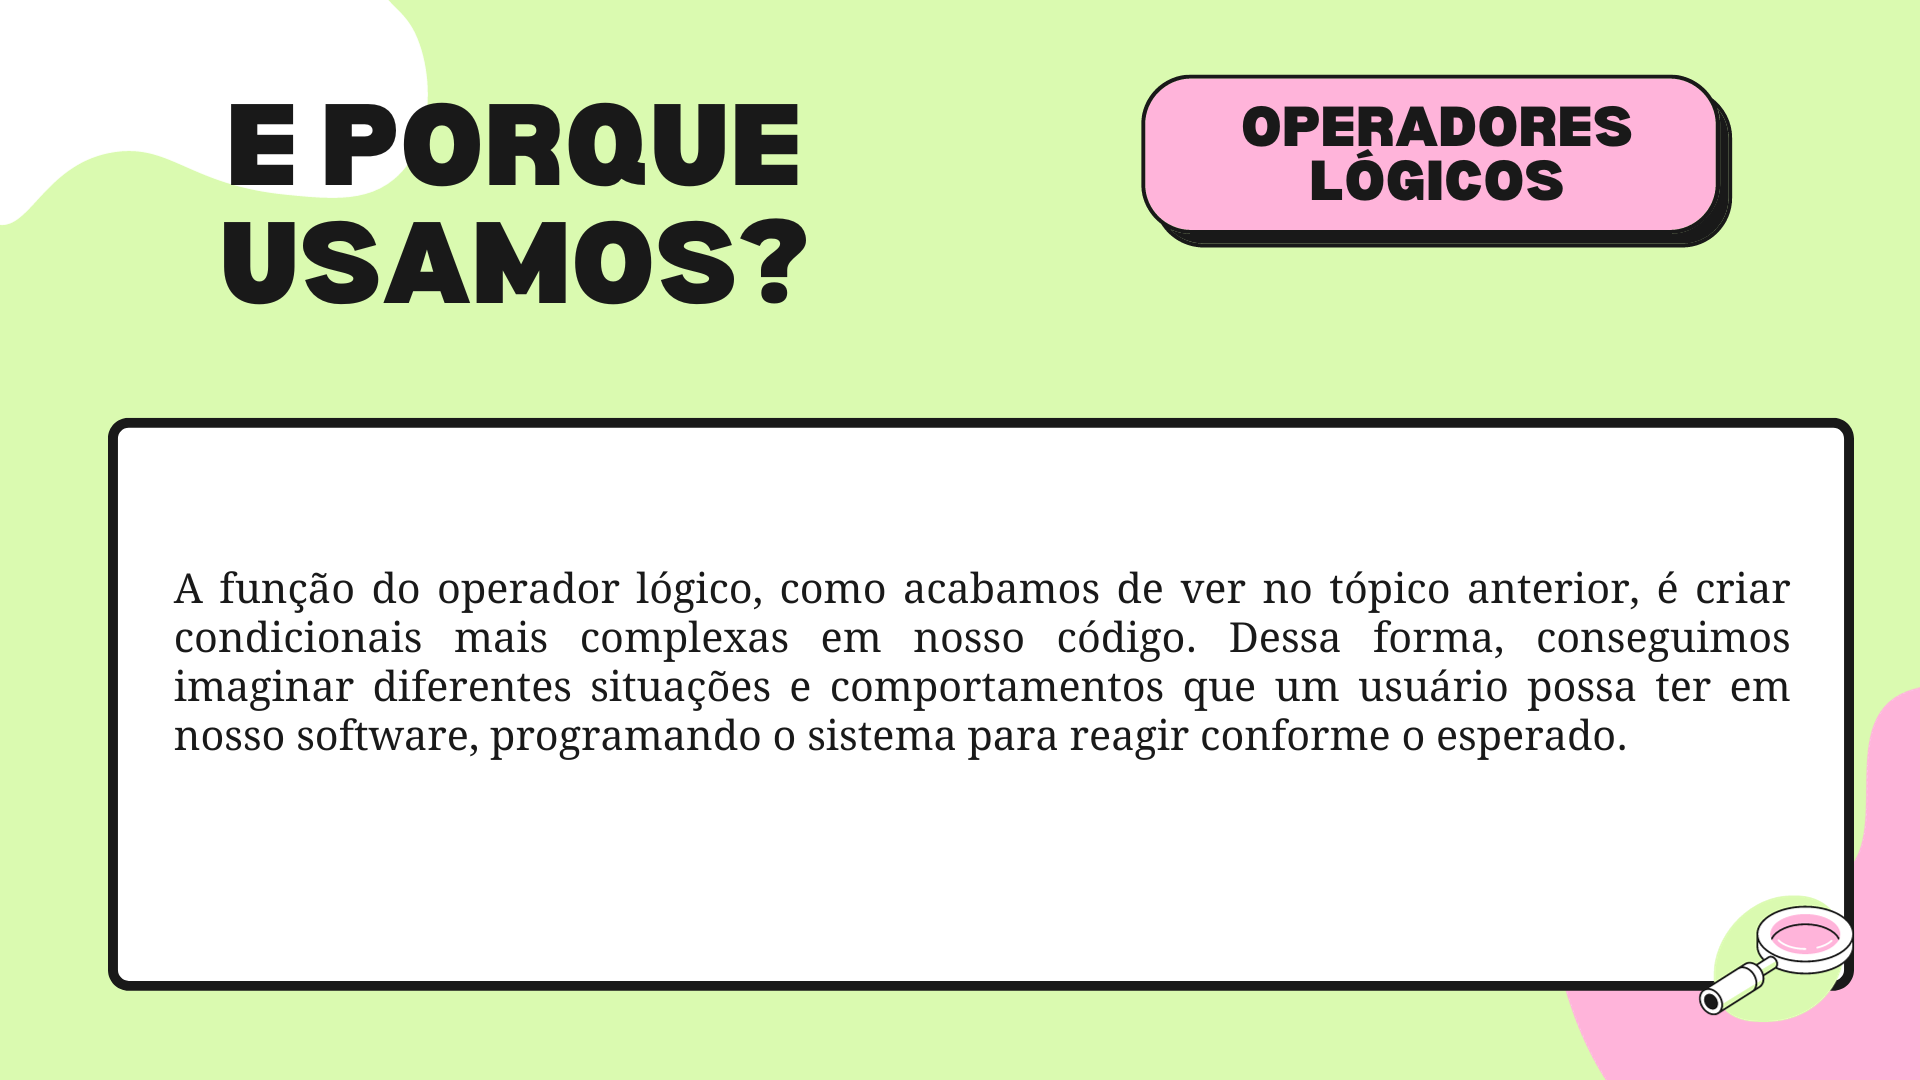 E PORQUE
USAMOS?
OPERADORES
LÓGICOS
A função do operador lógico, como acabamos de ver no tópico anterior, é criar
condicionais mais complexas em nosso código. Dessa forma, conseguimos
imaginar diferentes situações e comportamentos que um usuário possa ter em
nosso software, programando o sistema para reagir conforme o esperado.